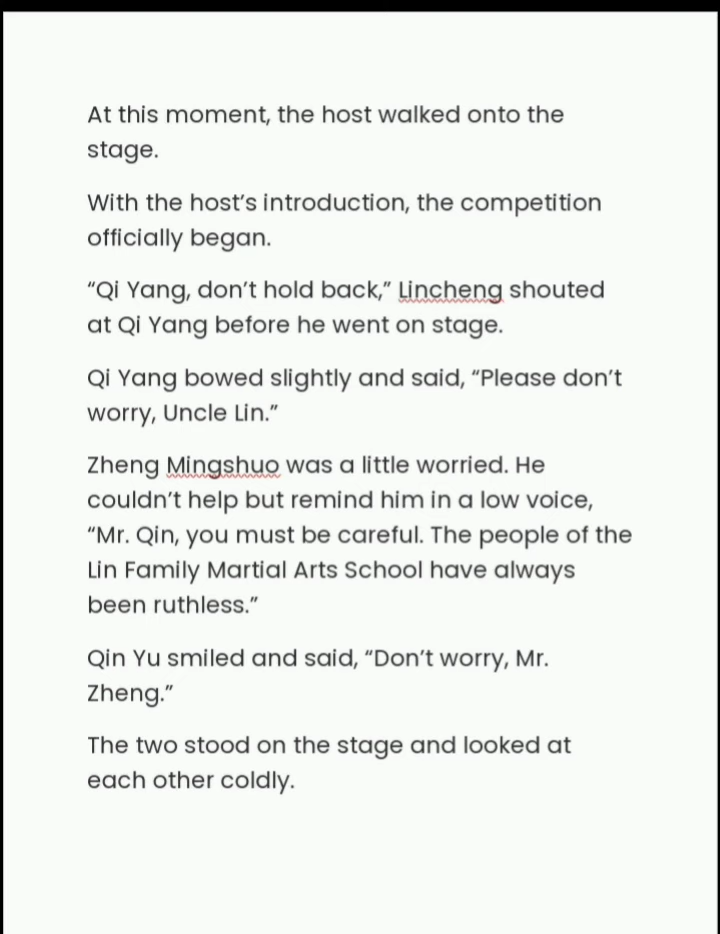 At this moment, the host walked onto the
stage.
With the host’s introduction, the competition
officially began.
“Qi Yang, don’t hold back,” Lincheng shouted
at Qi Yang before he went on stage.
Qi Yang bowed slightly and said, “Please don’t
worry, Uncle Lin.”
Zheng Mingshuo was a little worried. He
couldn’t help but remind him in a low voice,
“Mr. Qin, you must be careful. The people of the
Lin Family Martial Arts School have always
been ruthless.”
Qin Yu smiled and said, “Don’t worry, Mr.
Zheng.”
The two stood on the stage and looked at
each other coldly.